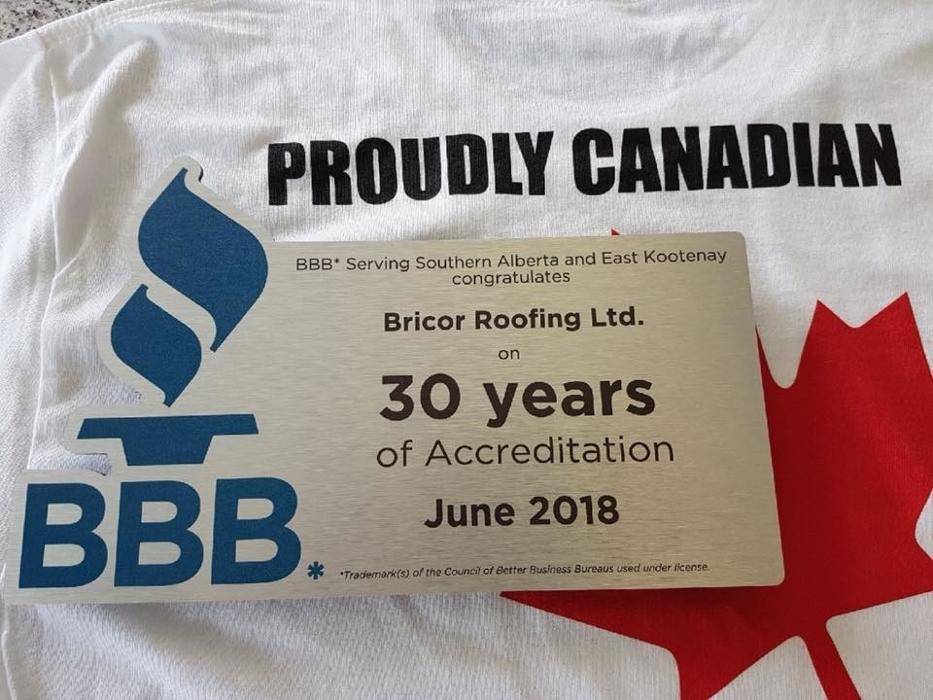 PROUDLY CANADIAN
BBB* Serving Southern Alberta and East Kootenay
congratulates
Bricor Roofing Ltd.
on
30 years
of Accreditation
June 2018
BBB.*
*Trademark(s) of the Council of Better Business Bureaus used under license.